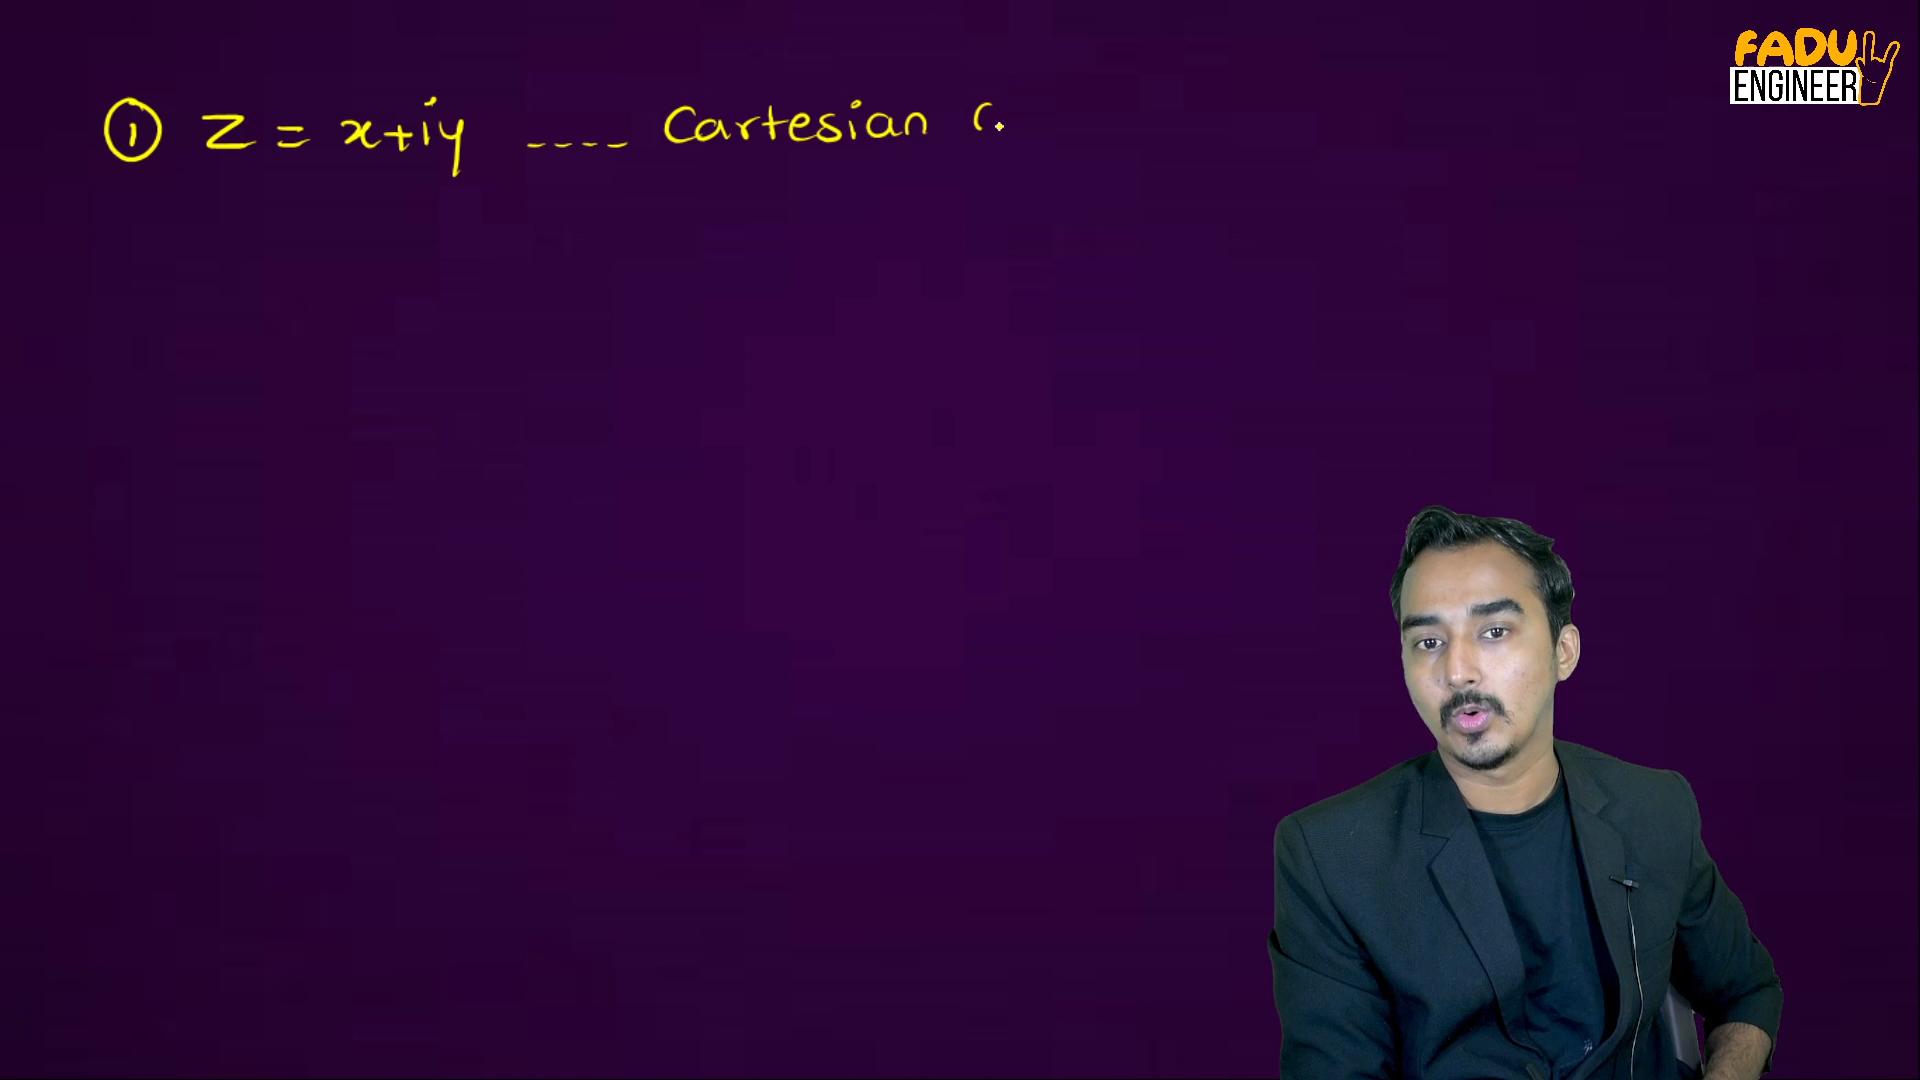 ① z = x+iy ---- Cartesian C
FADU
ENGINEER